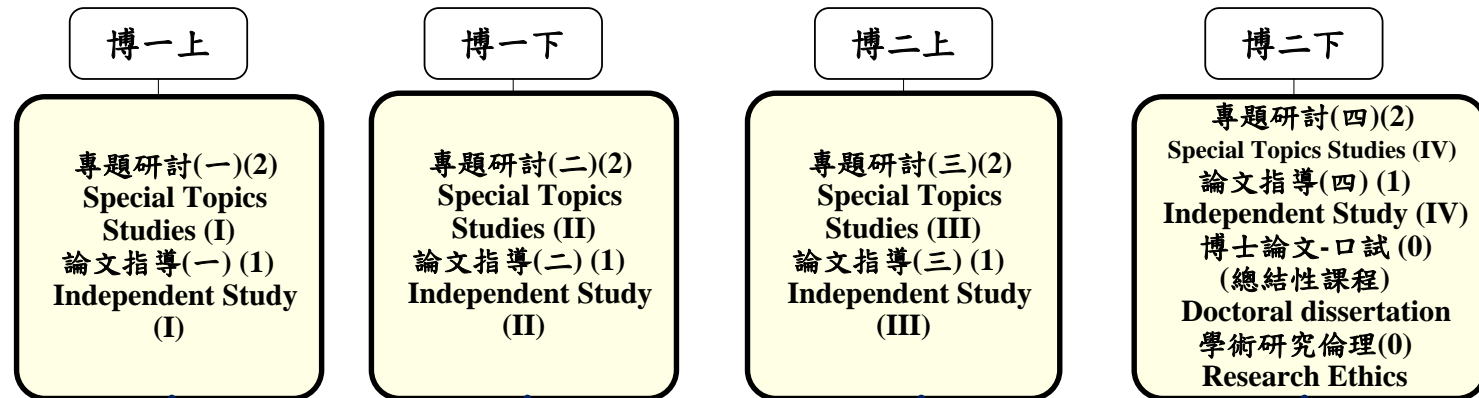 博一上
專題研討(一)(2)
Special Topics
Studies (I)
論文指導(一) (1)
Independent Study
(I)
博一下
專題研討(二)(2)
Special Topics
Studies (II)
論文指導(二) (1)
Independent Study
(II)
博二上
專題研討(三)(2)
Special Topics
Studies (III)
論文指導(三) (1)
Independent Study
(III)
博二下
專題研討(四)(2)
Special Topics Studies (IV)
論文指導(四) (1)
Independent Study (IV)
博士論文-口試 (0)
(總結性課程)
Doctoral dissertation
學術研究倫理(0)
Research Ethics